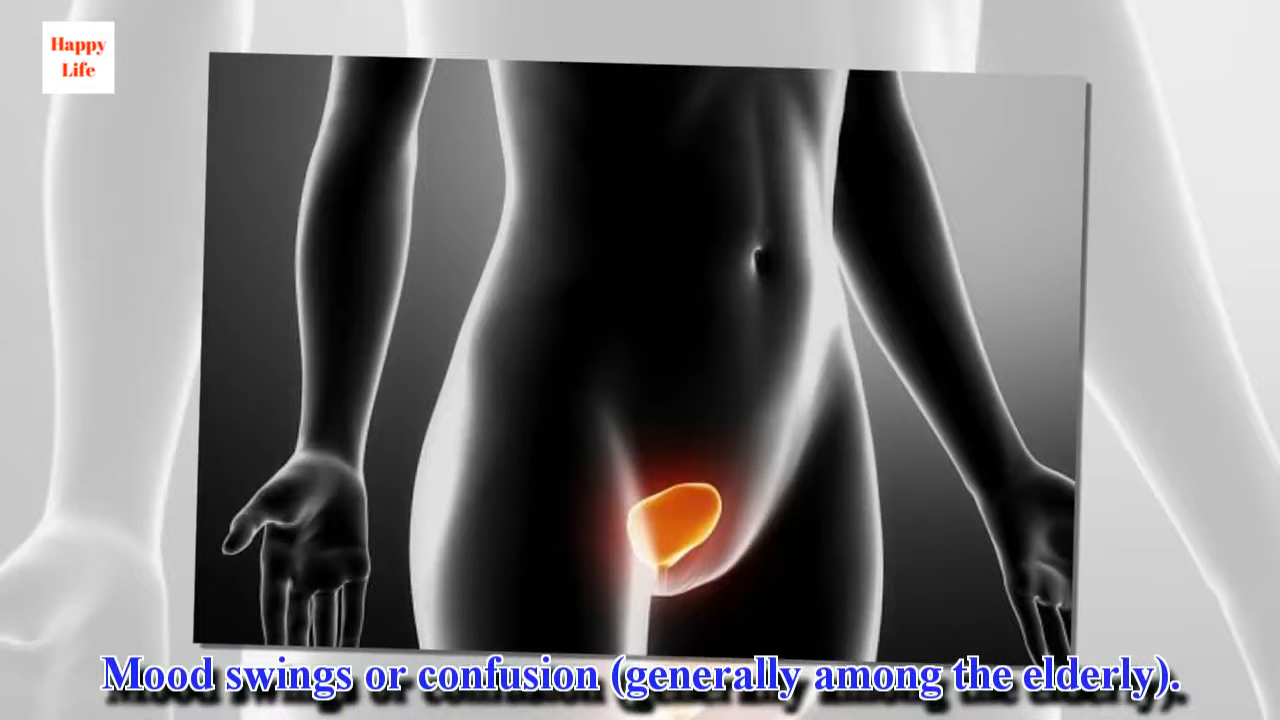 Happy
Life
Mood swings or confusion (generally among the elderly).